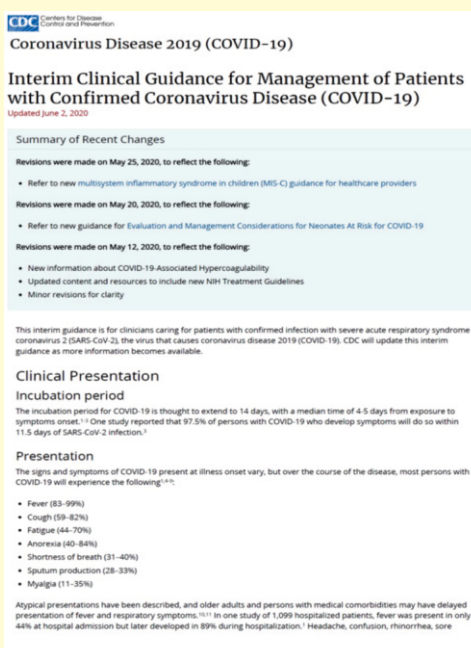 CDC Centers for Disease
Control and Prevention
Coronavirus Disease 2019 (COVID-19)
Interim Clinical Guidance for Management of Patients
with Confirmed Coronavirus Disease (COVID-19)
Updated June 2, 2020
Summary of Recent Changes
Revisions were made on May 25, 2020, to reflect the following:
• Refer to new multisystem inflammatory syndrome in children (MIS-C) guidance for healthcare providers
Revisions were made on May 20, 2020, to reflect the following:
• Refer to new guidance for Evaluation and Management Considerations for Neonates At Risk for COVID-19
Revisions were made on May 12, 2020, to reflect the following:
• New information about COVID-19-Associated Hypercoagulability
• Updated content and resources to include new NIH Treatment Guidelines
• Minor revisions for clarity
This interim guidance is for clinicians caring for patients with confirmed infection with severe acute respiratory syndrome
coronavirus 2 (SARS-CoV-2), the virus that causes coronavirus disease 2019 (COVID-19). CDC will update this interim
guidance as more information becomes available.
Clinical Presentation
Incubation period
The incubation period for COVID-19 is thought to extend to 14 days, with a median time of 4-5 days from exposure to
symptoms onset.¹⁻³ One study reported that 97.5% of persons with COVID-19 who develop symptoms will do so within
11.5 days of SARS-CoV-2 infection.³
Presentation
The signs and symptoms of COVID-19 present at illness onset vary, but over the course of the disease, most persons with
COVID-19 will experience the following:
• Fever (83–99%)
• Cough (59–82%)
• Fatigue (44–70%)
• Anorexia (40–84%)
• Shortness of breath (31–40%)
• Sputum production (28–33%)
• Myalgia (11–35%)
Atypical presentations have been described, and older adults and persons with medical comorbidities may have delayed
presentation of fever and respiratory symptoms.¹⁰,¹¹ In one study of 1,099 hospitalized patients, fever was present in only
44% at hospital admission but later developed in 89% during hospitalization.¹ Headache, confusion, rhinorrhea, sore